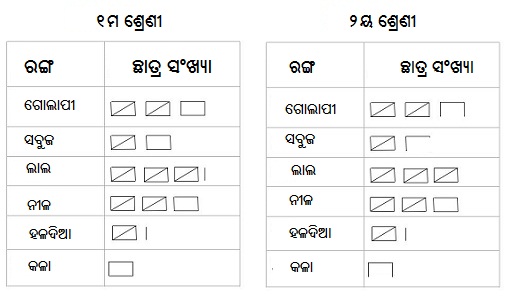 ୧ମ ଶ୍ରେଣୀ
ରଙ୍ଗ ଛାତ୍ର ସଂଖ୍ୟା
ଗୋଲାପୀ
ସବୁଜ
ଲାଲ
ନୀଳ
ହଳଦିଆ
କଳା
୨ୟ ଶ୍ରେଣୀ
ରଙ୍ଗ ଛାତ୍ର ସଂଖ୍ୟା
ଗୋଲାପୀ
ସବୁଜ
ଲାଲ
ନୀଳ
ହଳଦିଆ
କଳା